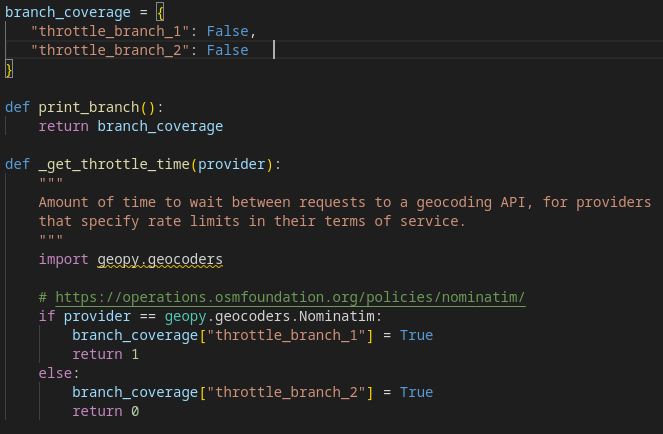 branch_coverage = {
   "throttle_branch_1": False,
   "throttle_branch_2": False
}

def print_branch():
    return branch_coverage

def _get_throttle_time(provider):
    """
    Amount of time to wait between requests to a geocoding API, for providers
    that specify rate limits in their terms of service.
    """
    import geopy.geocoders

    # https://operations.osmfoundation.org/policies/nominatim/
    if provider == geopy.geocoders.Nominatim:
        branch_coverage["throttle_branch_1"] = True
        return 1
    else:
        branch_coverage["throttle_branch_2"] = True
        return 0